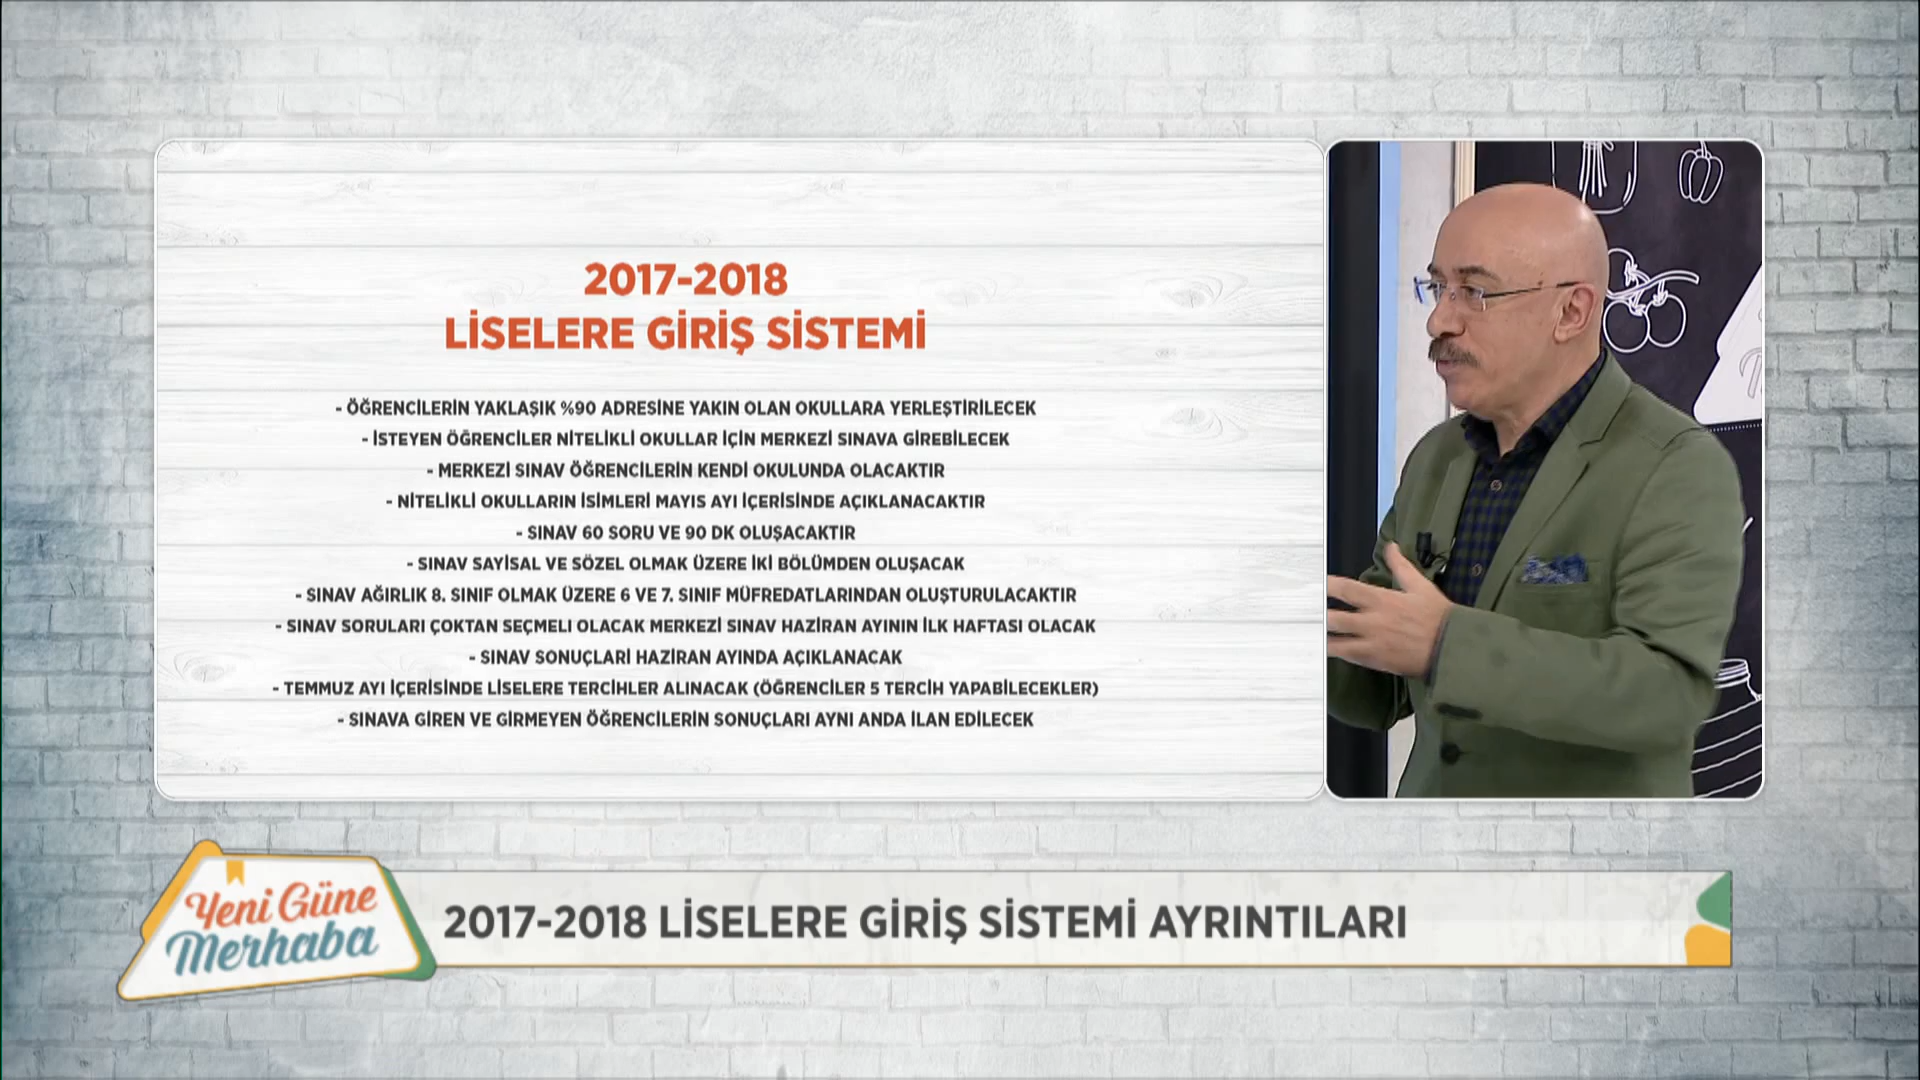 2017-2018
LİSELERE GİRİŞ SİSTEMİ
- ÖĞRENCİLERİN YAKLAŞIK %90 ADRESİNE YAKIN OLAN OKULLARA YERLEŞTİRİLECEK
- İSTEYEN ÖĞRENCİLER NİTELİKLİ OKULLAR İÇİN MERKEZİ SINAVA GİREBİLECEK
- MERKEZİ SINAV ÖĞRENCİLERİN KENDİ OKULUNDA OLACAKTIR
- NİTELİKLİ OKULLARIN İSİMLERİ MAYIS AYI İÇERİSİNDE AÇIKLANACAKTIR
- SINAV 60 SORU VE 90 DK OLUŞACAKTIR
- SINAV SAYİSAL VE SÖZEL OLMAK ÜZERE İKİ BÖLÜMDEN OLUŞACAK
- SINAV AĞIRLIK 8. SINIF OLMAK ÜZERE 6 VE 7. SINIF MÜFREDATLARINDAN OLUŞTURULACAKTIR
- SINAV SORULARI ÇOKTAN SEÇMELI OLACAK MERKEZİ SINAV HAZİRAN AYININ İLK HAFTASI OLACAK
- SINAV SONUÇLARİ HAZİRAN AYINDA AÇIKLANACAK
- TEMMUZ AYI İÇERİSİNDE LİSELERE TERCİHLER ALINACAK (ÖĞRENCİLER 5 TERCİH YAPABİLECEKLER)
- SINAVA GİREN VE GİRMEYEN ÖĞRENCİLERİN SONUÇLARI AYNI ANDA İLAN EDİLECEK
Yeni Güne
Merhaba
2017-2018 LİSELERE GİRİŞ SİSTEMİ AYRINTILARI